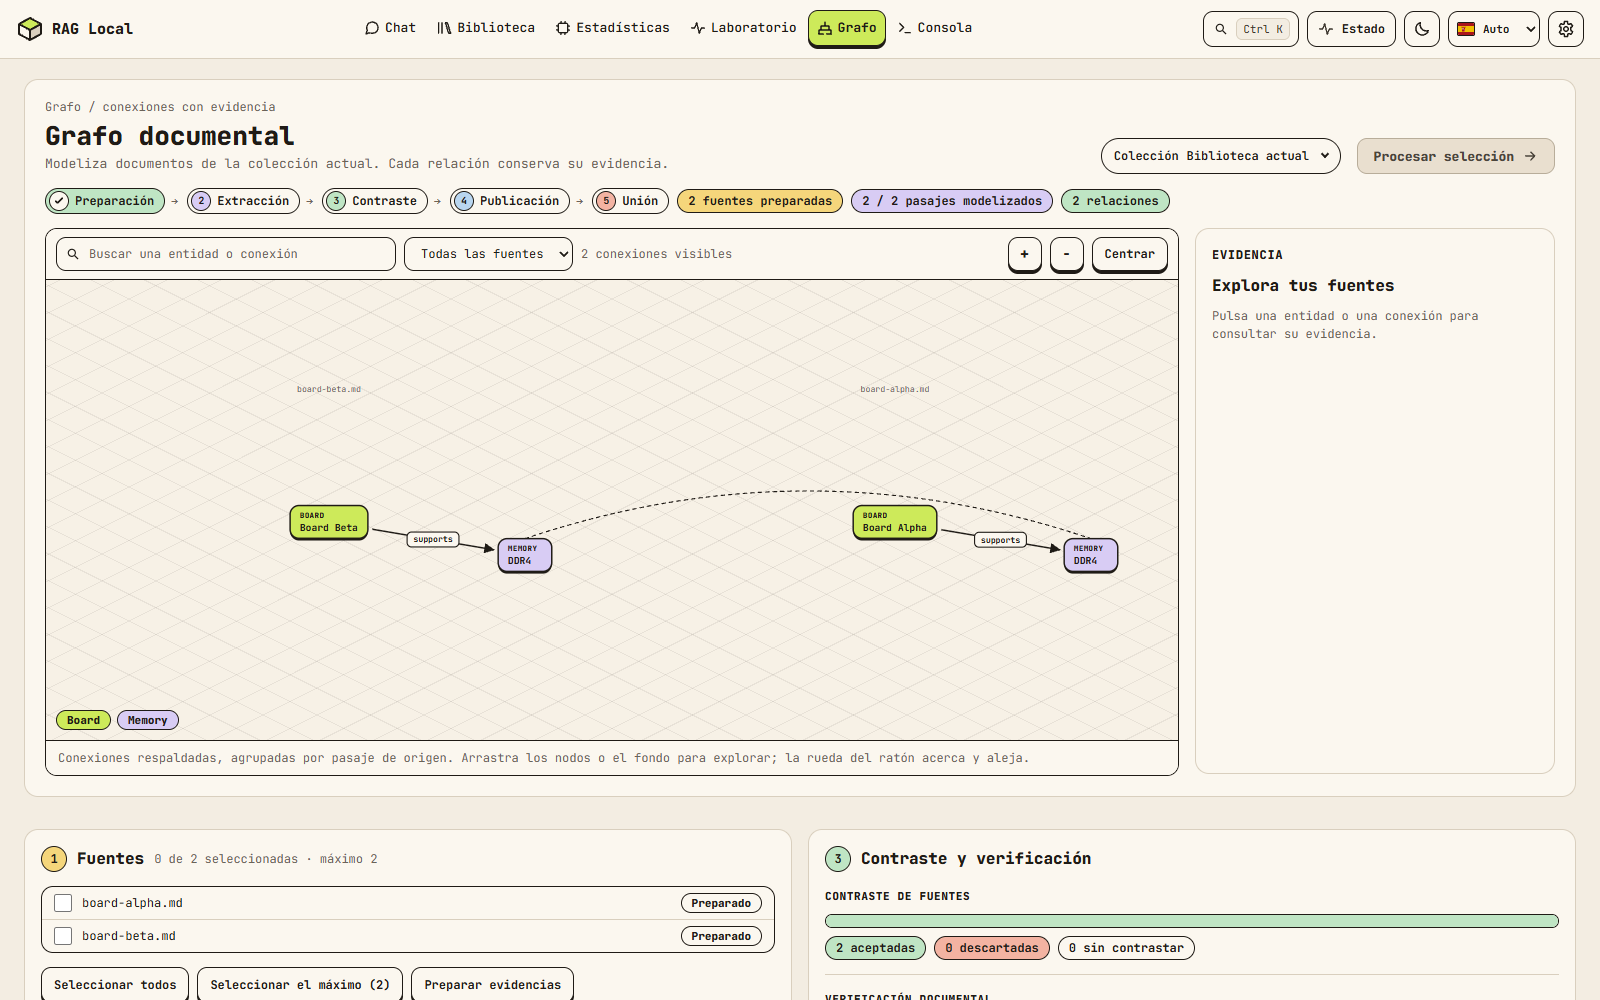 RAG Local
Chat
Biblioteca
Estadísticas
Laboratorio
Grafo
Consola
Ctrl K
Estado
Auto
Grafo / conexiones con evidencia
Grafo documental
Modeliza documentos de la colección actual. Cada relación conserva su evidencia.
Colección Biblioteca actual
Procesar selección →
Preparación → 2 Extracción → 3 Contraste → 4 Publicación → 5 Unión
2 fuentes preparadas
2 / 2 pasajes modelizados
2 relaciones
Buscar una entidad o conexión
Todas las fuentes
2 conexiones visibles
+
-
Centrar
board-beta.md
board-alpha.md
BOARD
Board Beta
supports
MEMORY
DDR4
BOARD
Board Alpha
supports
MEMORY
DDR4
Board
Memory
Conexiones respaldadas, agrupadas por pasaje de origen. Arrastra los nodos o el fondo para explorar; la rueda del ratón acerca y aleja.
EVIDENCIA
Explora tus fuentes
Pulsa una entidad o una conexión para
consultar su evidencia.
1 Fuentes 0 de 2 seleccionadas · máximo 2
board-alpha.md
Preparado
board-beta.md
Preparado
Seleccionar todos
Seleccionar el máximo (2)
Preparar evidencias
3 Contraste y verificación
CONTRASTE DE FUENTES
2 aceptadas
0 descartadas
0 sin contrastar
VERIFICACIÓN DOCUMENTAL